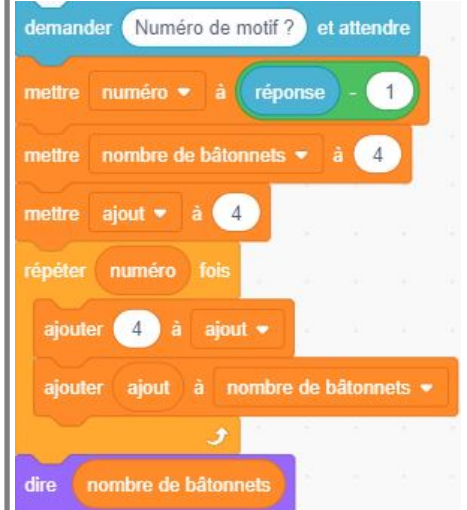 demander Numéro de motif ? et attendre
mettre numéro à réponse - 1
mettre nombre de bâtonnets à 4
mettre ajout à 4
répéter numéro fois
ajouter 4 à ajout
ajouter ajout à nombre de bâtonnets
dire nombre de bâtonnets